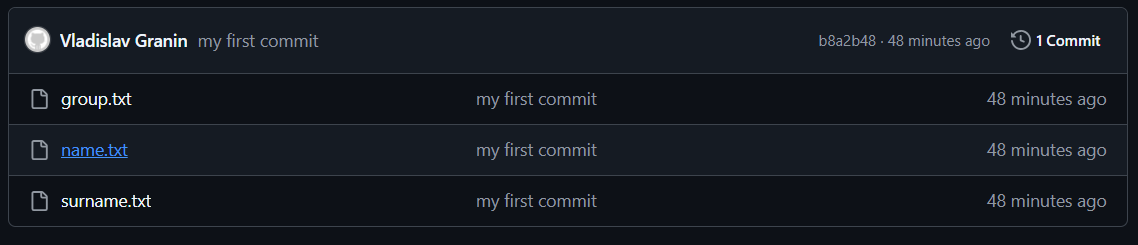 Vladislav Granin my first commit b8a2b48 · 48 minutes ago 1 Commit
group.txt my first commit 48 minutes ago
name.txt my first commit 48 minutes ago
surname.txt my first commit 48 minutes ago